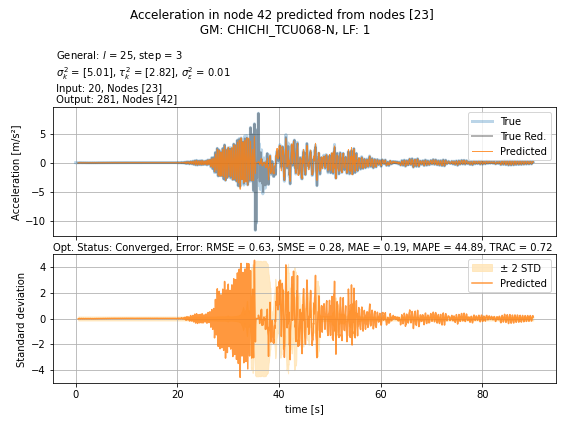 Acceleration in node 42 predicted from nodes [23]
GM: CHICHI_TCU068-N, LF: 1
General: l = 25, step = 3
σ²ₖ = [5.01], τ²ₖ = [2.82], σ²ε = 0.01
Input: 20, Nodes [23]
Output: 281, Nodes [42]
Acceleration [m/s²]
5
0
−5
−10
True
True Red.
Predicted
Opt. Status: Converged, Error: RMSE = 0.63, SMSE = 0.28, MAE = 0.19, MAPE = 44.89, TRAC = 0.72
Standard deviation
4
2
0
−2
−4
± 2 STD
Predicted
0 20 40 60 80
time [s]